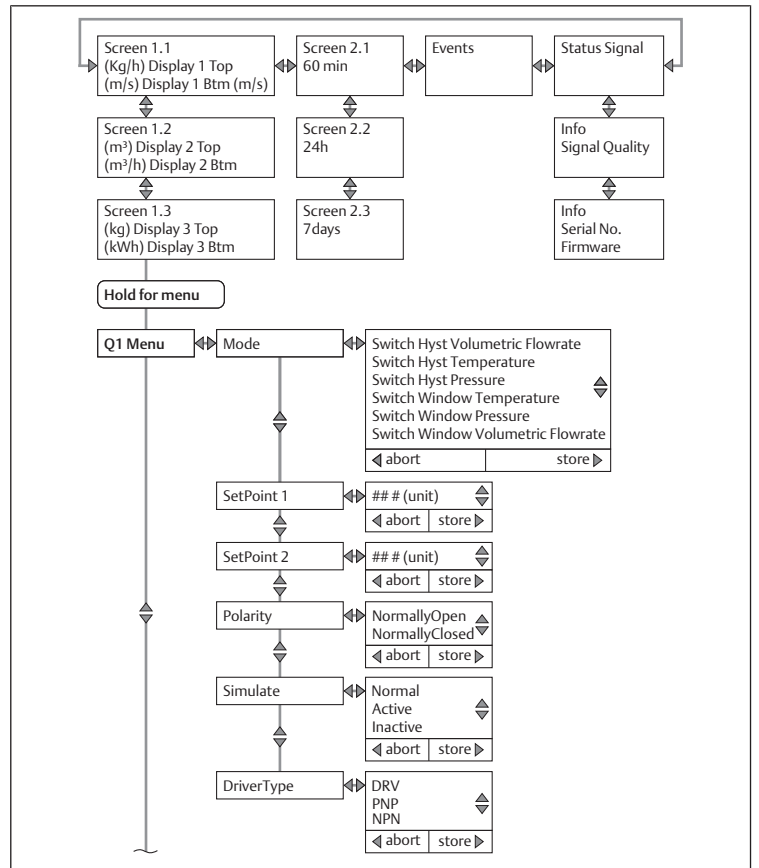 Screen 1.1
(Kg/h) Display 1 Top
(m/s) Display 1 Btm (m/s)
Screen 2.1
60 min
Events
Status Signal
Screen 1.2
(m³) Display 2 Top
(m³/h) Display 2 Btm
Screen 2.2
24h
Info
Signal Quality
Screen 1.3
(kg) Display 3 Top
(kWh) Display 3 Btm
Screen 2.3
7days
Info
Serial No.
Firmware
Hold for menu
Q1 Menu
Mode
Switch Hyst Volumetric Flowrate
Switch Hyst Temperature
Switch Hyst Pressure
Switch Window Temperature
Switch Window Pressure
Switch Window Volumetric Flowrate
abort store
SetPoint 1
## # (unit)
abort store
SetPoint 2
## # (unit)
abort store
Polarity
NormallyOpen
NormallyClosed
abort store
Simulate
Normal
Active
Inactive
abort store
DriverType
DRV
PNP
NPN
abort store